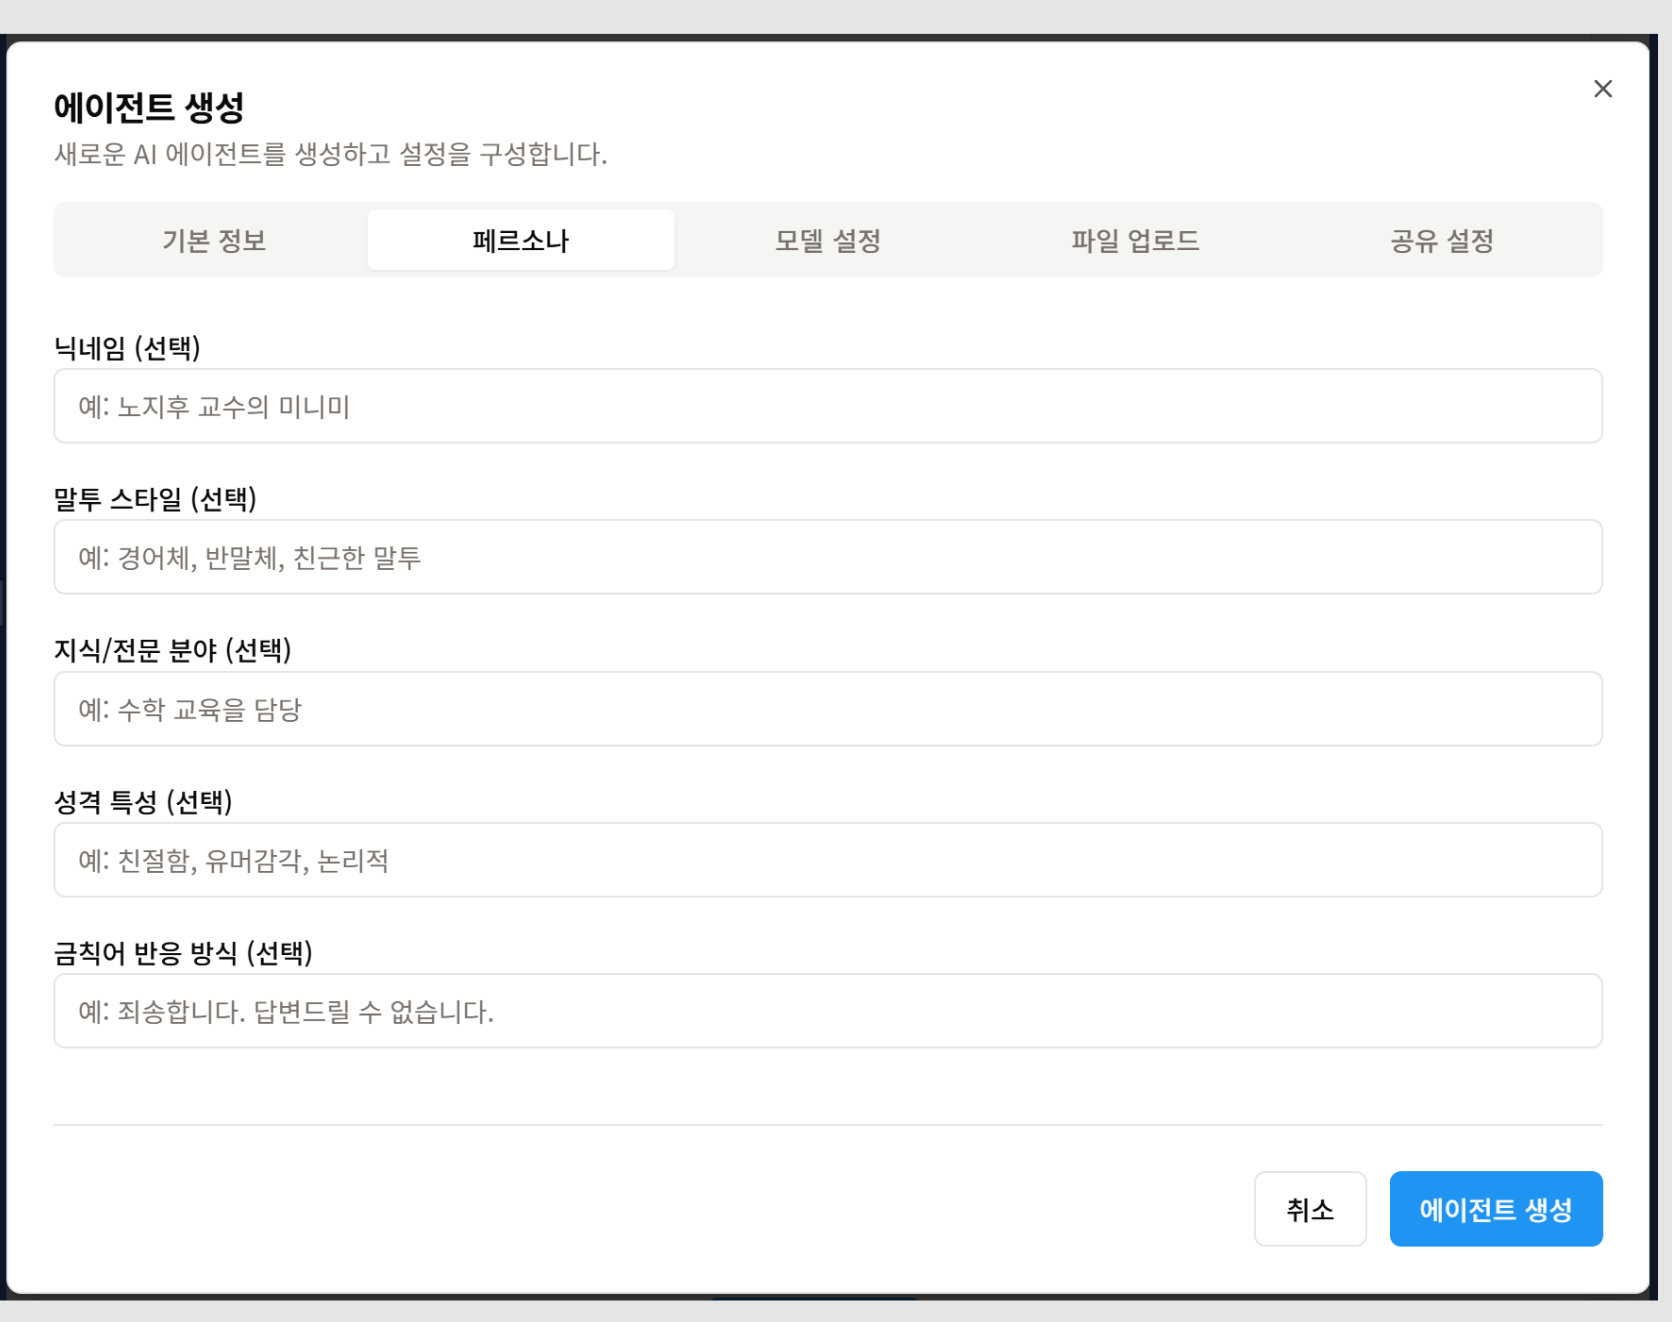 에이전트 생성
새로운 AI 에이전트를 생성하고 설정을 구성합니다.
기본 정보 페르소나 모델 설정 파일 업로드 공유 설정
닉네임 (선택)
예: 노지후 교수의 미니미
말투 스타일 (선택)
예: 경어체, 반말체, 친근한 말투
지식/전문 분야 (선택)
예: 수학 교육을 담당
성격 특성 (선택)
예: 친절함, 유머감각, 논리적
금칙어 반응 방식 (선택)
예: 죄송합니다. 답변드릴 수 없습니다.
취소 에이전트 생성